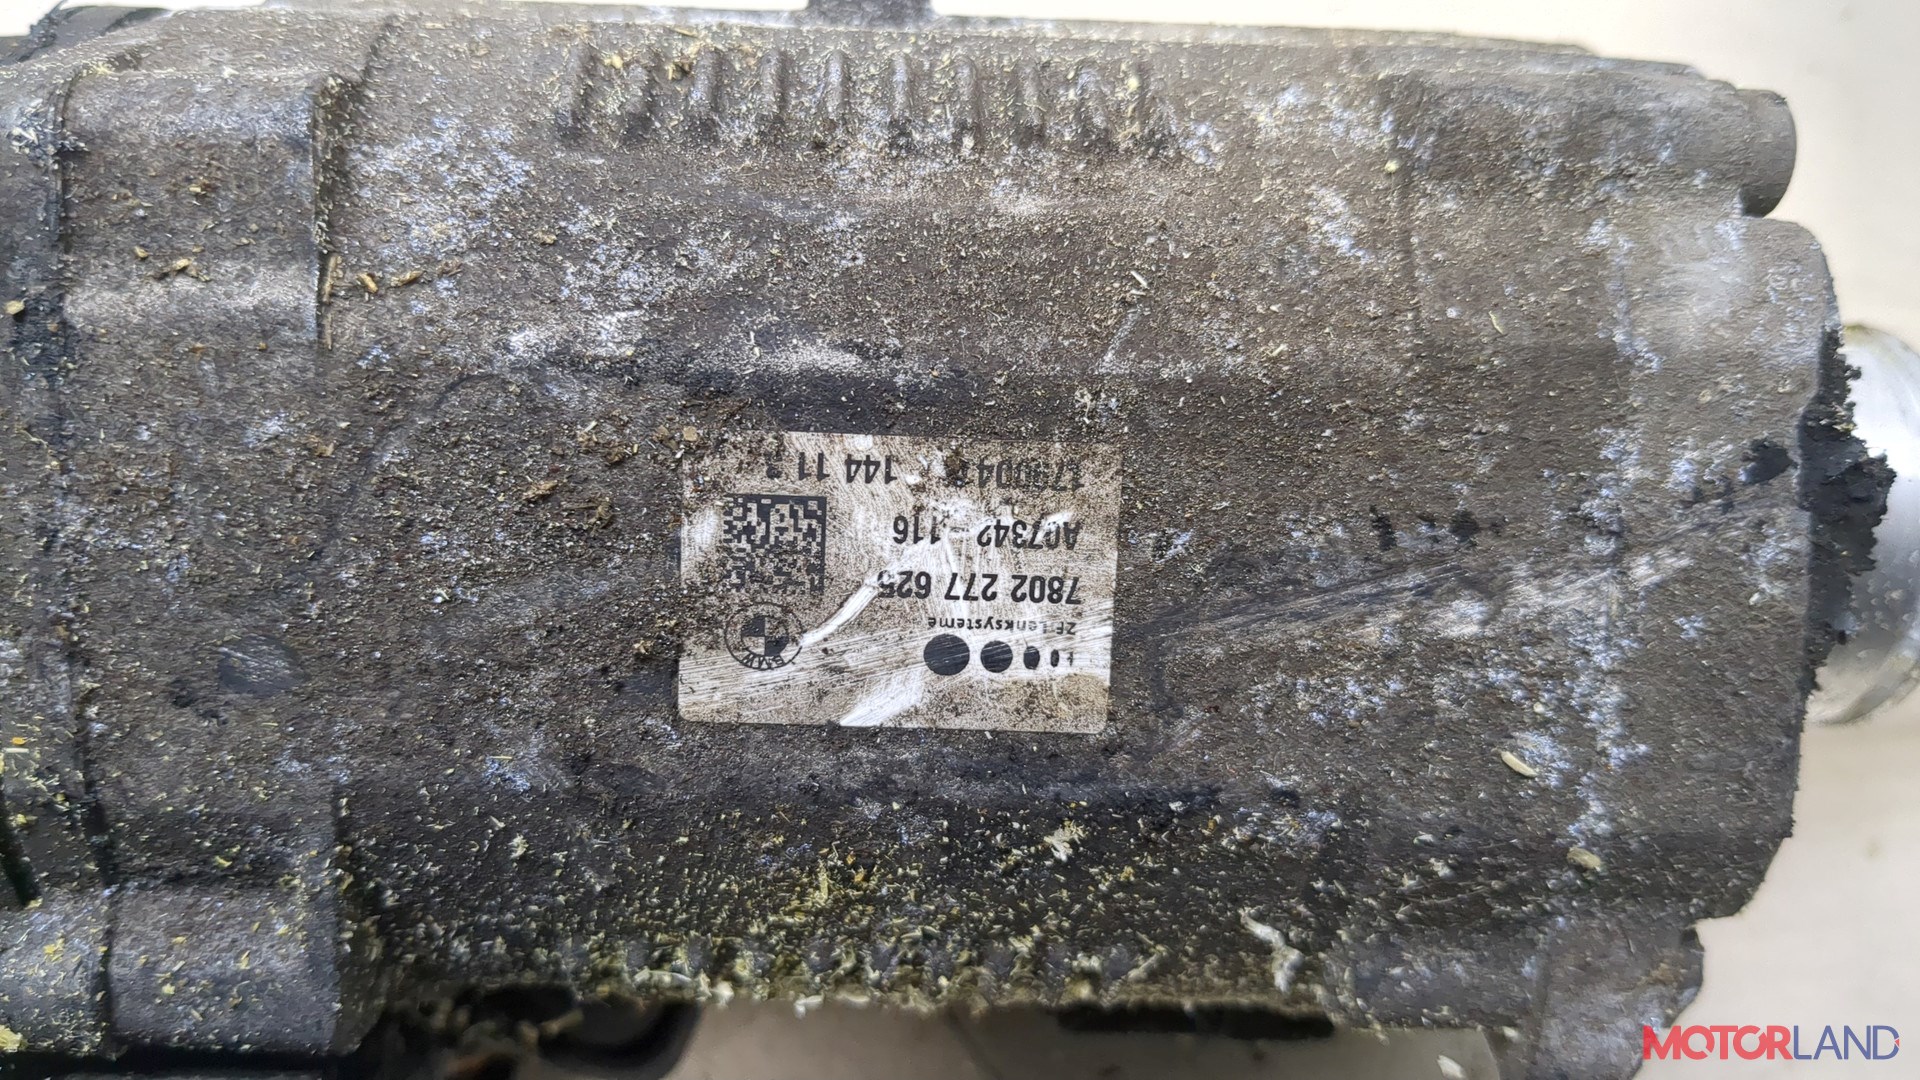 ZF Lenksysteme
BMW
7802 277 625
A07342-116
144 11
MOTORLAND